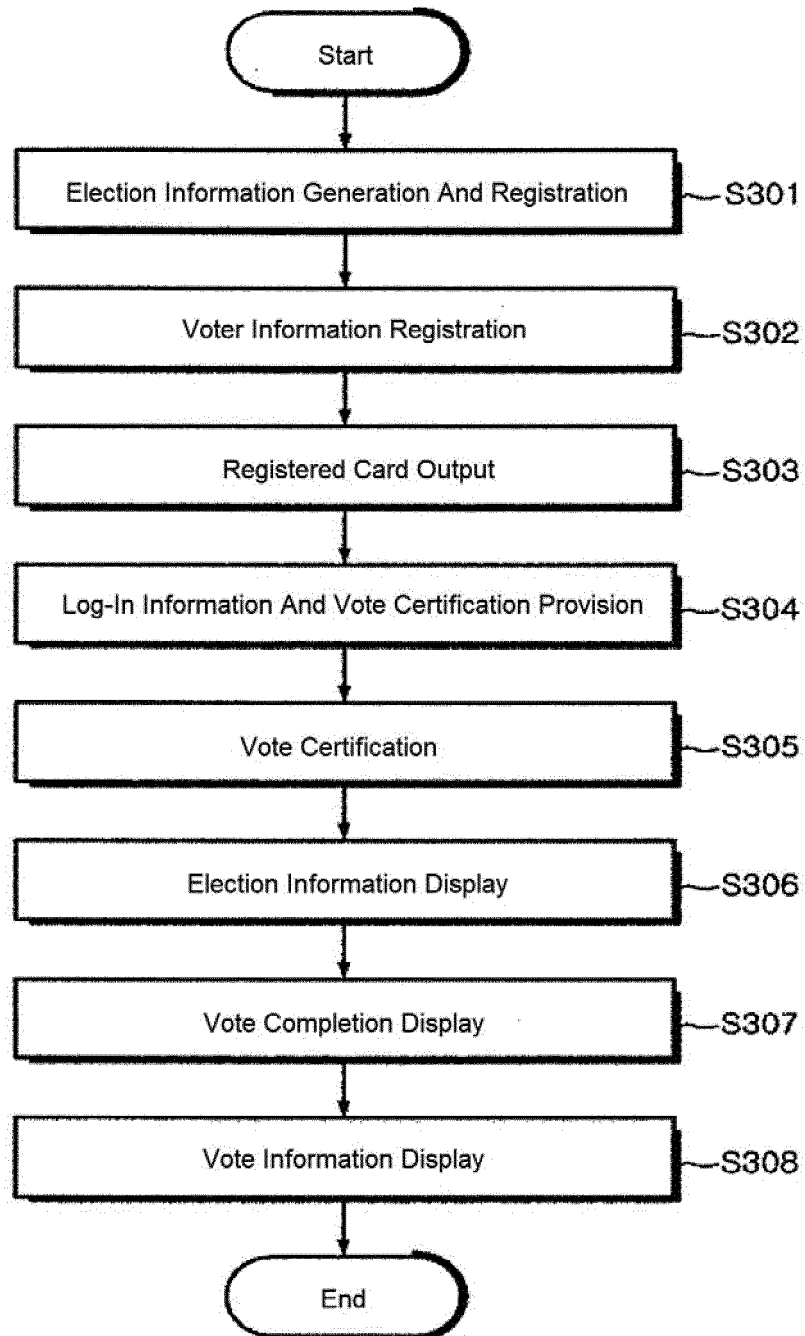 Start
Election Information Generation And Registration S301
Voter Information Registration S302
Registered Card Output S303
Log-In Information And Vote Certification Provision S304
Vote Certification S305
Election Information Display S306
Vote Completion Display S307
Vote Information Display S308
End